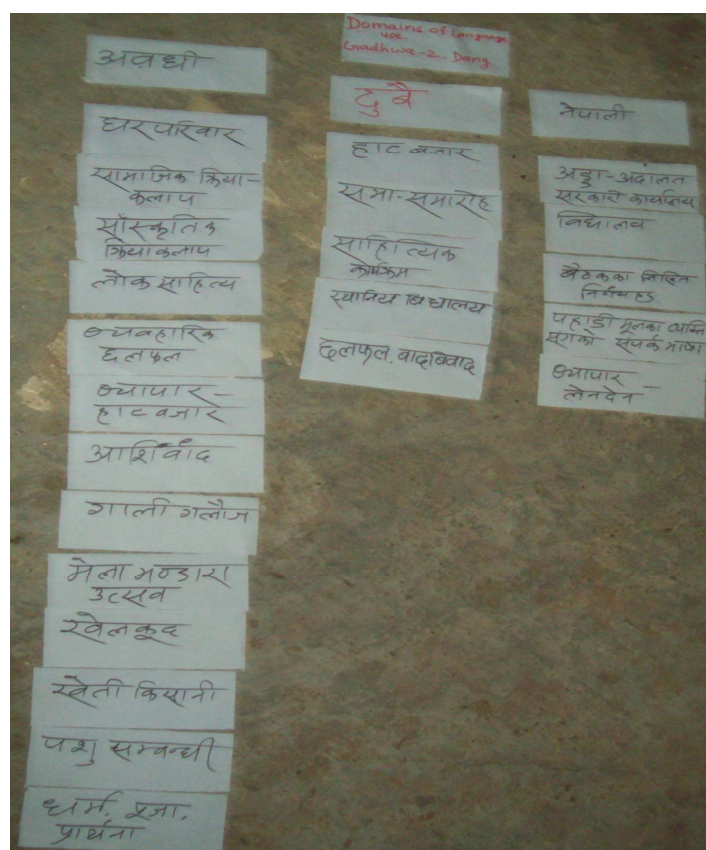 Domains of Language
use.
Gadhwa-2. Dang
अवधी
घरपरिवार
सामाजिक क्रिया-
कलाप
साँस्कृतिक
क्रियाकलाप
लोक साहित्य
व्यवहारिक
छलफल
व्यापार-
हाट बजार
आशिर्वाद
गाली गलौज
मेला भण्डारा
उत्सव
खेलकूद
खेती किसानी
पशु सम्बन्धी
धर्म, पूजा,
प्रार्थना
दुबै
हाट बजार
सभा-समारोह
साहित्यिक
कार्यक्रम
स्थानिय बिद्यालय
छलफल, वादविवाद
नेपाली
अड्डा-अदालत
सरकारी कार्यालय
विद्यालय
बैठकका लिखित
निर्णयहरु
पहाडी मूलका व्यक्ति
सँगको सम्पर्क भाषा
व्यापार -
लेनदेन